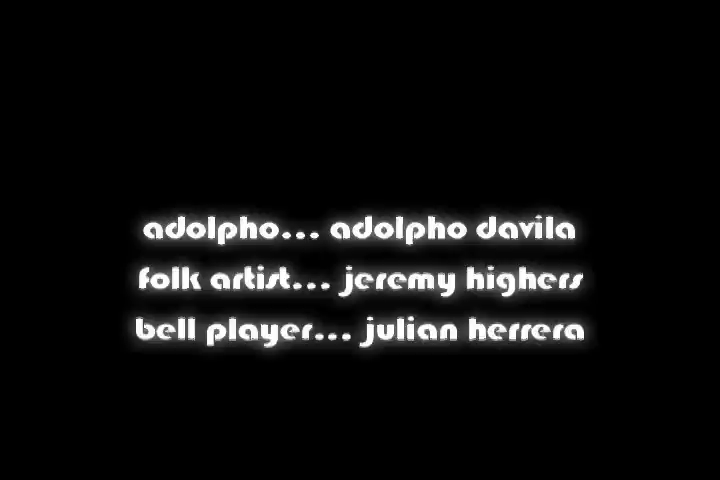 adolpho... adolpho davila
folk artist... jeremy highers
bell player... julian herrera